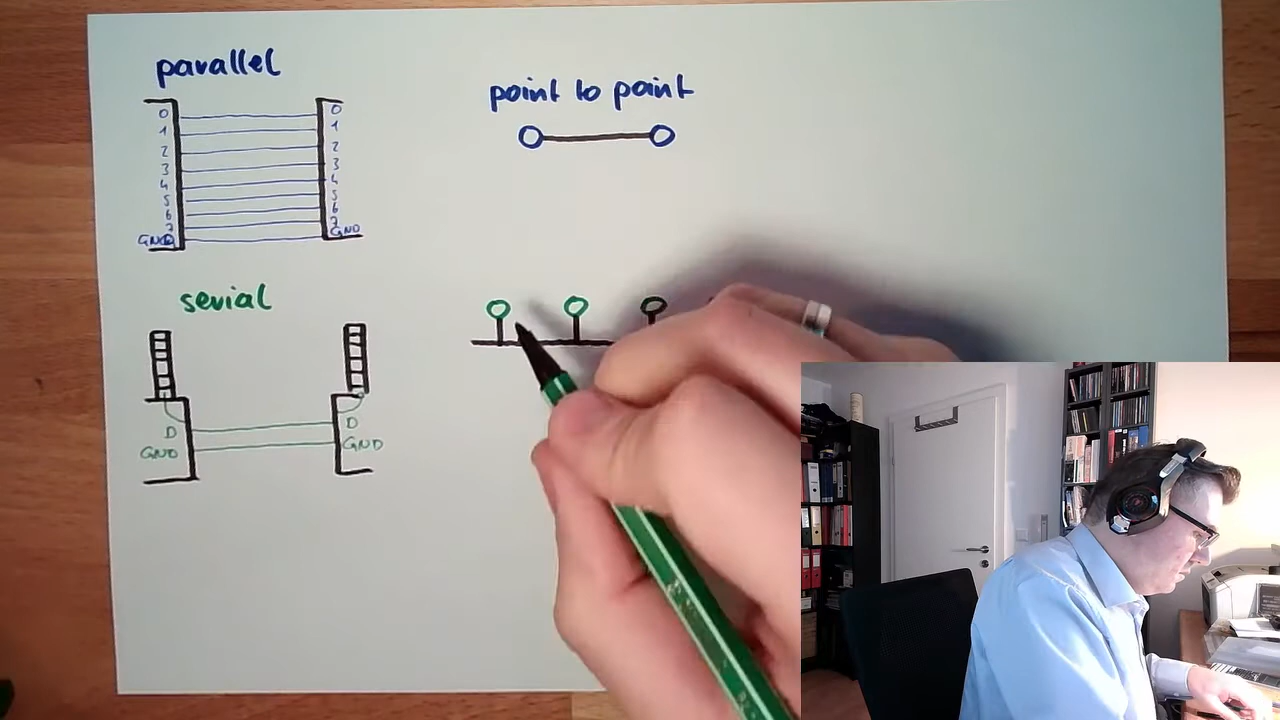 parallel
0 0
1 1
2 2
3 3
4 4
5 5
6 6
7 7
GND GND
point to point
serial
D D
GND GND